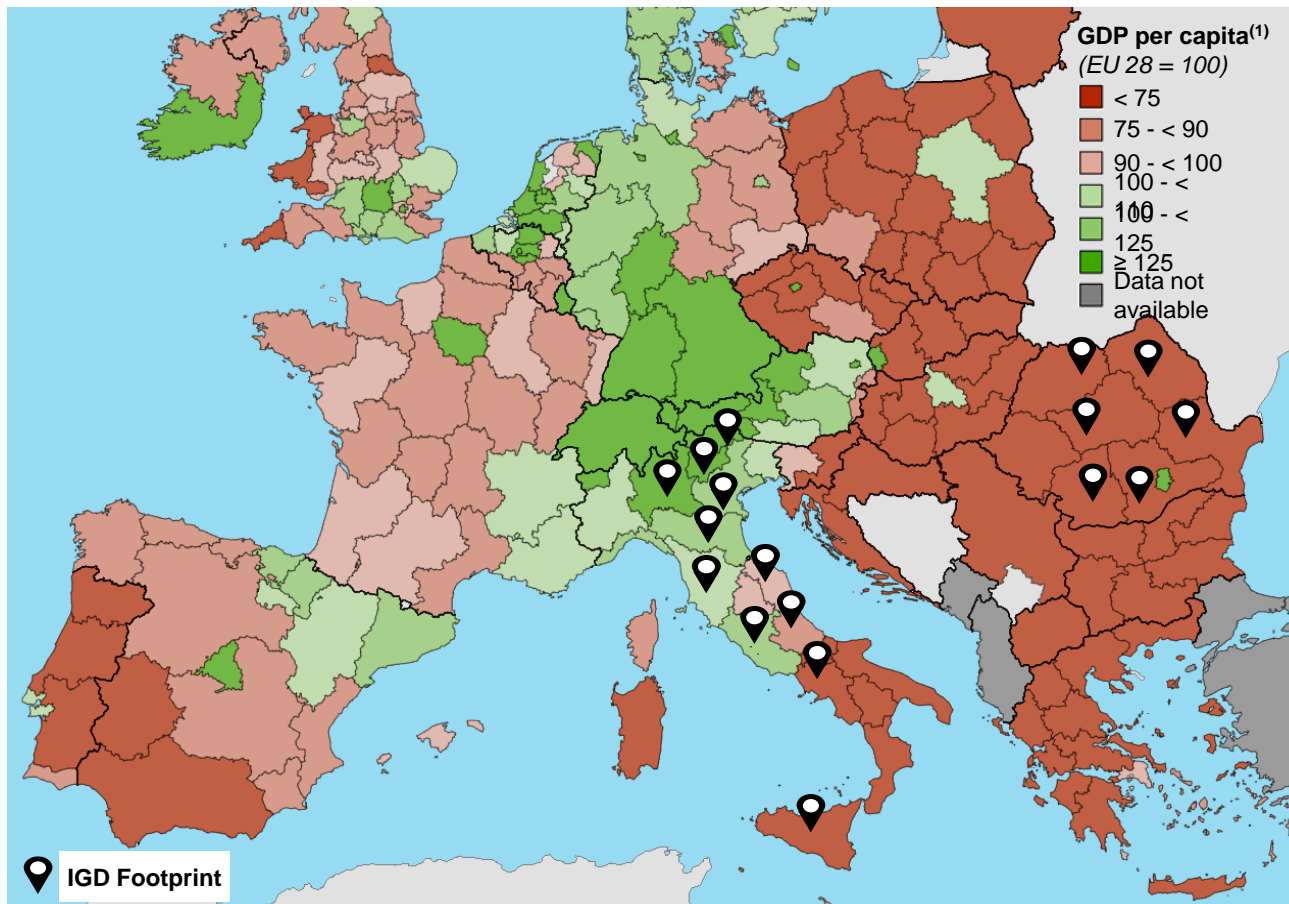 GDP per capita(1)
(EU 28 = 100)
< 75
75 - < 90
90 - < 100
100 - <
110
100 - <
125
≥ 125
Data not
available
IGD Footprint